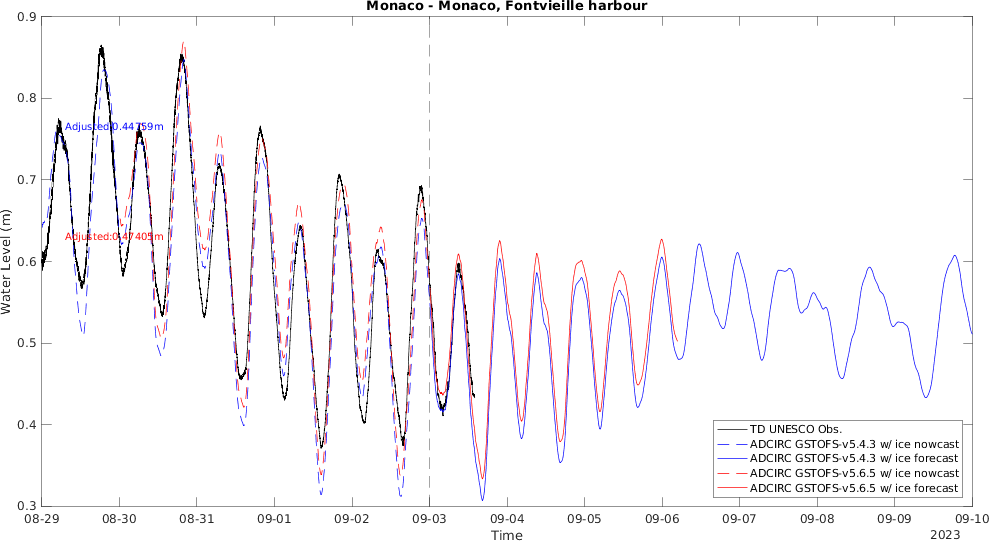 Monaco - Monaco, Fontvieille harbour
0.9
0.8
0.7
0.6
0.5
0.4
0.3
Water Level (m)
Adjusted:0.44759m
Adjusted:0.47405m
TD UNESCO Obs.
ADCIRC GSTOFS-v5.4.3 w/ ice nowcast
ADCIRC GSTOFS-v5.4.3 w/ ice forecast
ADCIRC GSTOFS-v5.6.5 w/ ice nowcast
ADCIRC GSTOFS-v5.6.5 w/ ice forecast
08-29 08-30 08-31 09-01 09-02 09-03 09-04 09-05 09-06 09-07 09-08 09-09 09-10
Time
2023